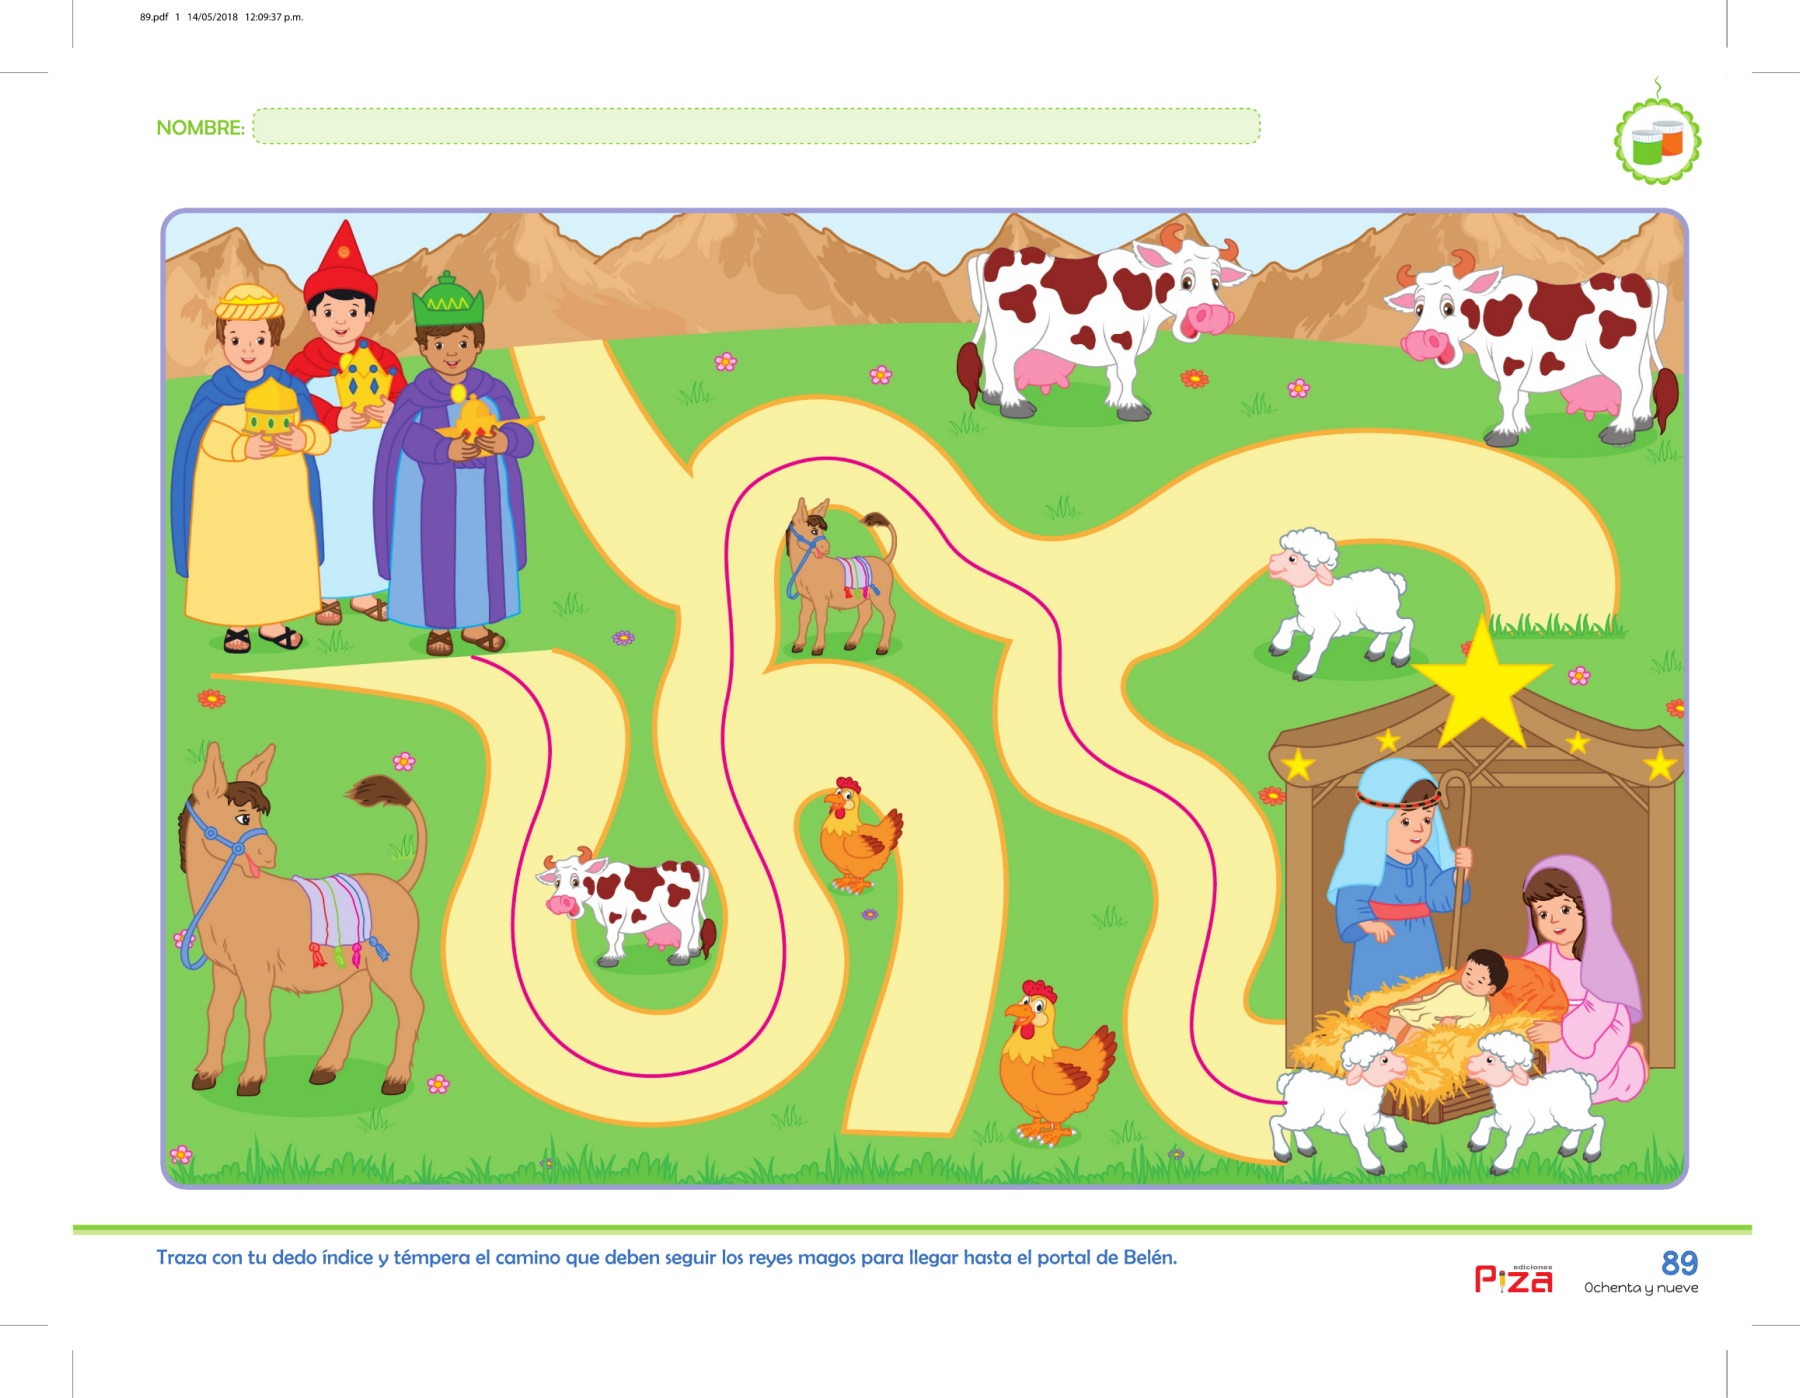 89.pdf 1 14/05/2018 12:09:37 p.m.
NOMBRE:
Traza con tu dedo índice y témpera el camino que deben seguir los reyes magos para llegar hasta el portal de Belén.
ediciones
Piza
89
Ochenta y nueve